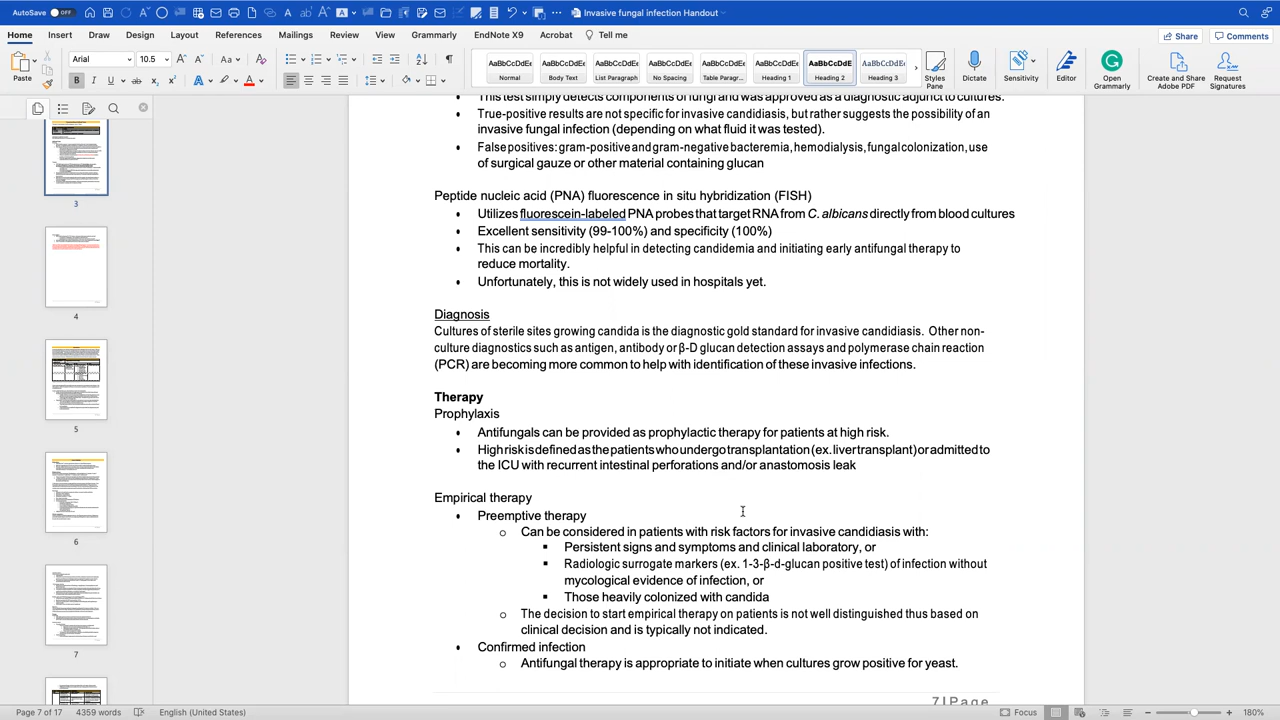 AutoSave OFF
Invasive fungal infection Handout
Home Insert Draw Design Layout References Mailings Review View Grammarly EndNote X9 Acrobat Tell me Share Comments
Arial 10.5
Paste
AaBbCcDdEe Normal
AaBbCcDdEe Body Text
AaBbCcDdEe List Paragraph
AaBbCcDdEe No Spacing
AaBbCcDdEe Table Paragr...
AaBbCcDdEe Heading 1
AaBbCcDdE Heading 2
AaBbCcDdEe Heading 3
Styles Pane
Dictate
Sensitivity
Editor
Open Grammarly
Create and Share Adobe PDF
Request Signatures
3
4
5
6
7
This test simply detects components of fungi and was approved as a diagnostic adjunct to cultures.
• True-positive results are not specific for invasive candidiasis, but rather suggests the possibility of an
invasive fungal infection (depending on what fluid it was tested).
• False positives: gram-positive and gram-negative bacteremia, hemodialysis, fungal colonization, use
of surgical gauze or other material containing glucan
Peptide nucleic acid (PNA) fluorescence in situ hybridization (FISH)
• Utilizes fluorescein-labeled PNA probes that target RNA from C. albicans directly from blood cultures
• Excellent sensitivity (99-100%) and specificity (100%)
• This can be incredibly helpful in detecting candidemia and initiating early antifungal therapy to
reduce mortality.
• Unfortunately, this is not widely used in hospitals yet.
Diagnosis
Cultures of sterile sites growing candida is the diagnostic gold standard for invasive candidiasis. Other non-
culture diagnostics such as antigen, antibody or β-D glucan detection assays and polymerase chain reaction
(PCR) are becoming more common to help with identification of these invasive infections.
Therapy
Prophylaxis
• Antifungals can be provided as prophylactic therapy for patients at high risk.
• High risk is defined as the patients who undergo transplantation (ex. liver transplant) or admitted to
the ICU with recurrent intestinal perforations and/or anastomosis leak
Empirical therapy
• Preemptive therapy
o Can be considered in patients with risk factors for invasive candidiasis with:
▪ Persistent signs and symptoms and clinical laboratory, or
▪ Radiologic surrogate markers (ex. 1-3-β-d-glucan positive test) of infection without
mycological evidence of infection, or
▪ Those heavily colonized with candida
The decision to start empirical therapy on patients is not well distinguished thus based on
clinical decision and is typically not indicated.
• Confirmed infection
o Antifungal therapy is appropriate to initiate when cultures grow positive for yeast.
7 | Page
Page 7 of 17 4359 words English (United States) Focus 180%